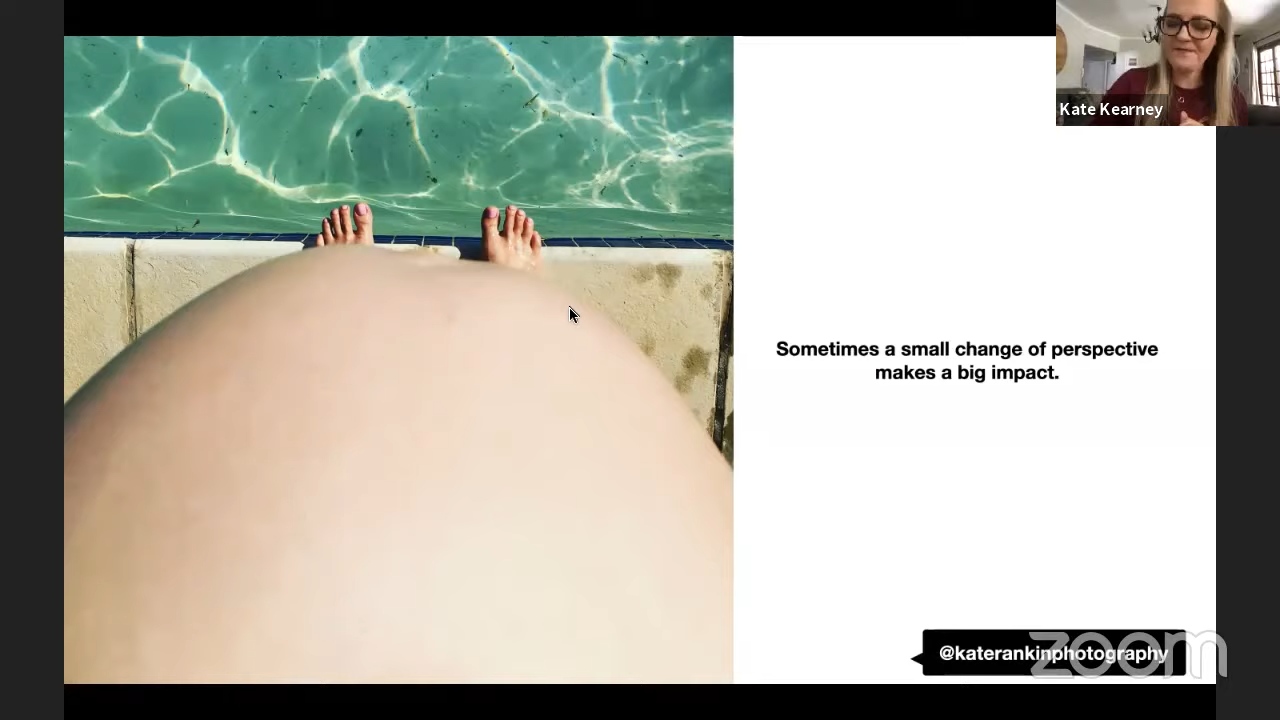 Kate Kearney
Sometimes a small change of perspective
makes a big impact.
@katerankinphotography
zoom